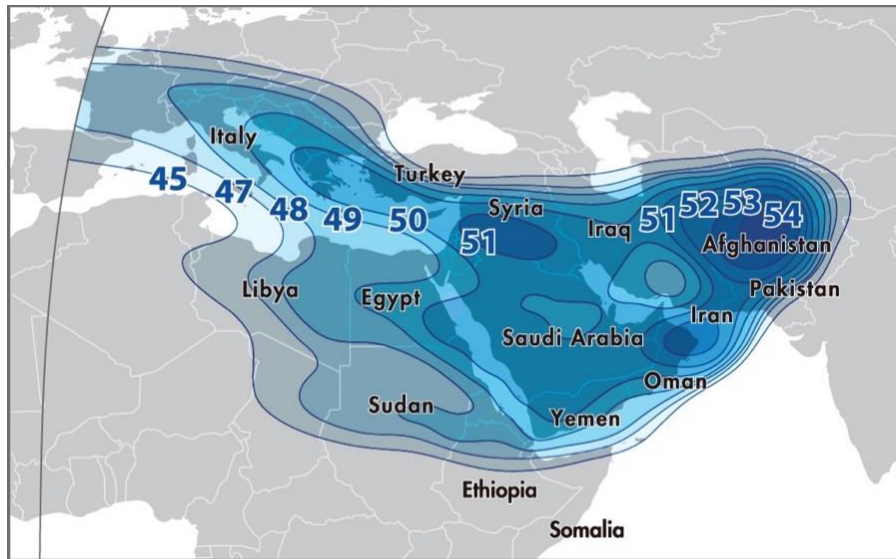 Italy
Turkey
45
47
48
49
50
51
Syria
Iraq
51
52
53
54
Afghanistan
Pakistan
Iran
Libya
Egypt
Saudi Arabia
Oman
Sudan
Yemen
Ethiopia
Somalia